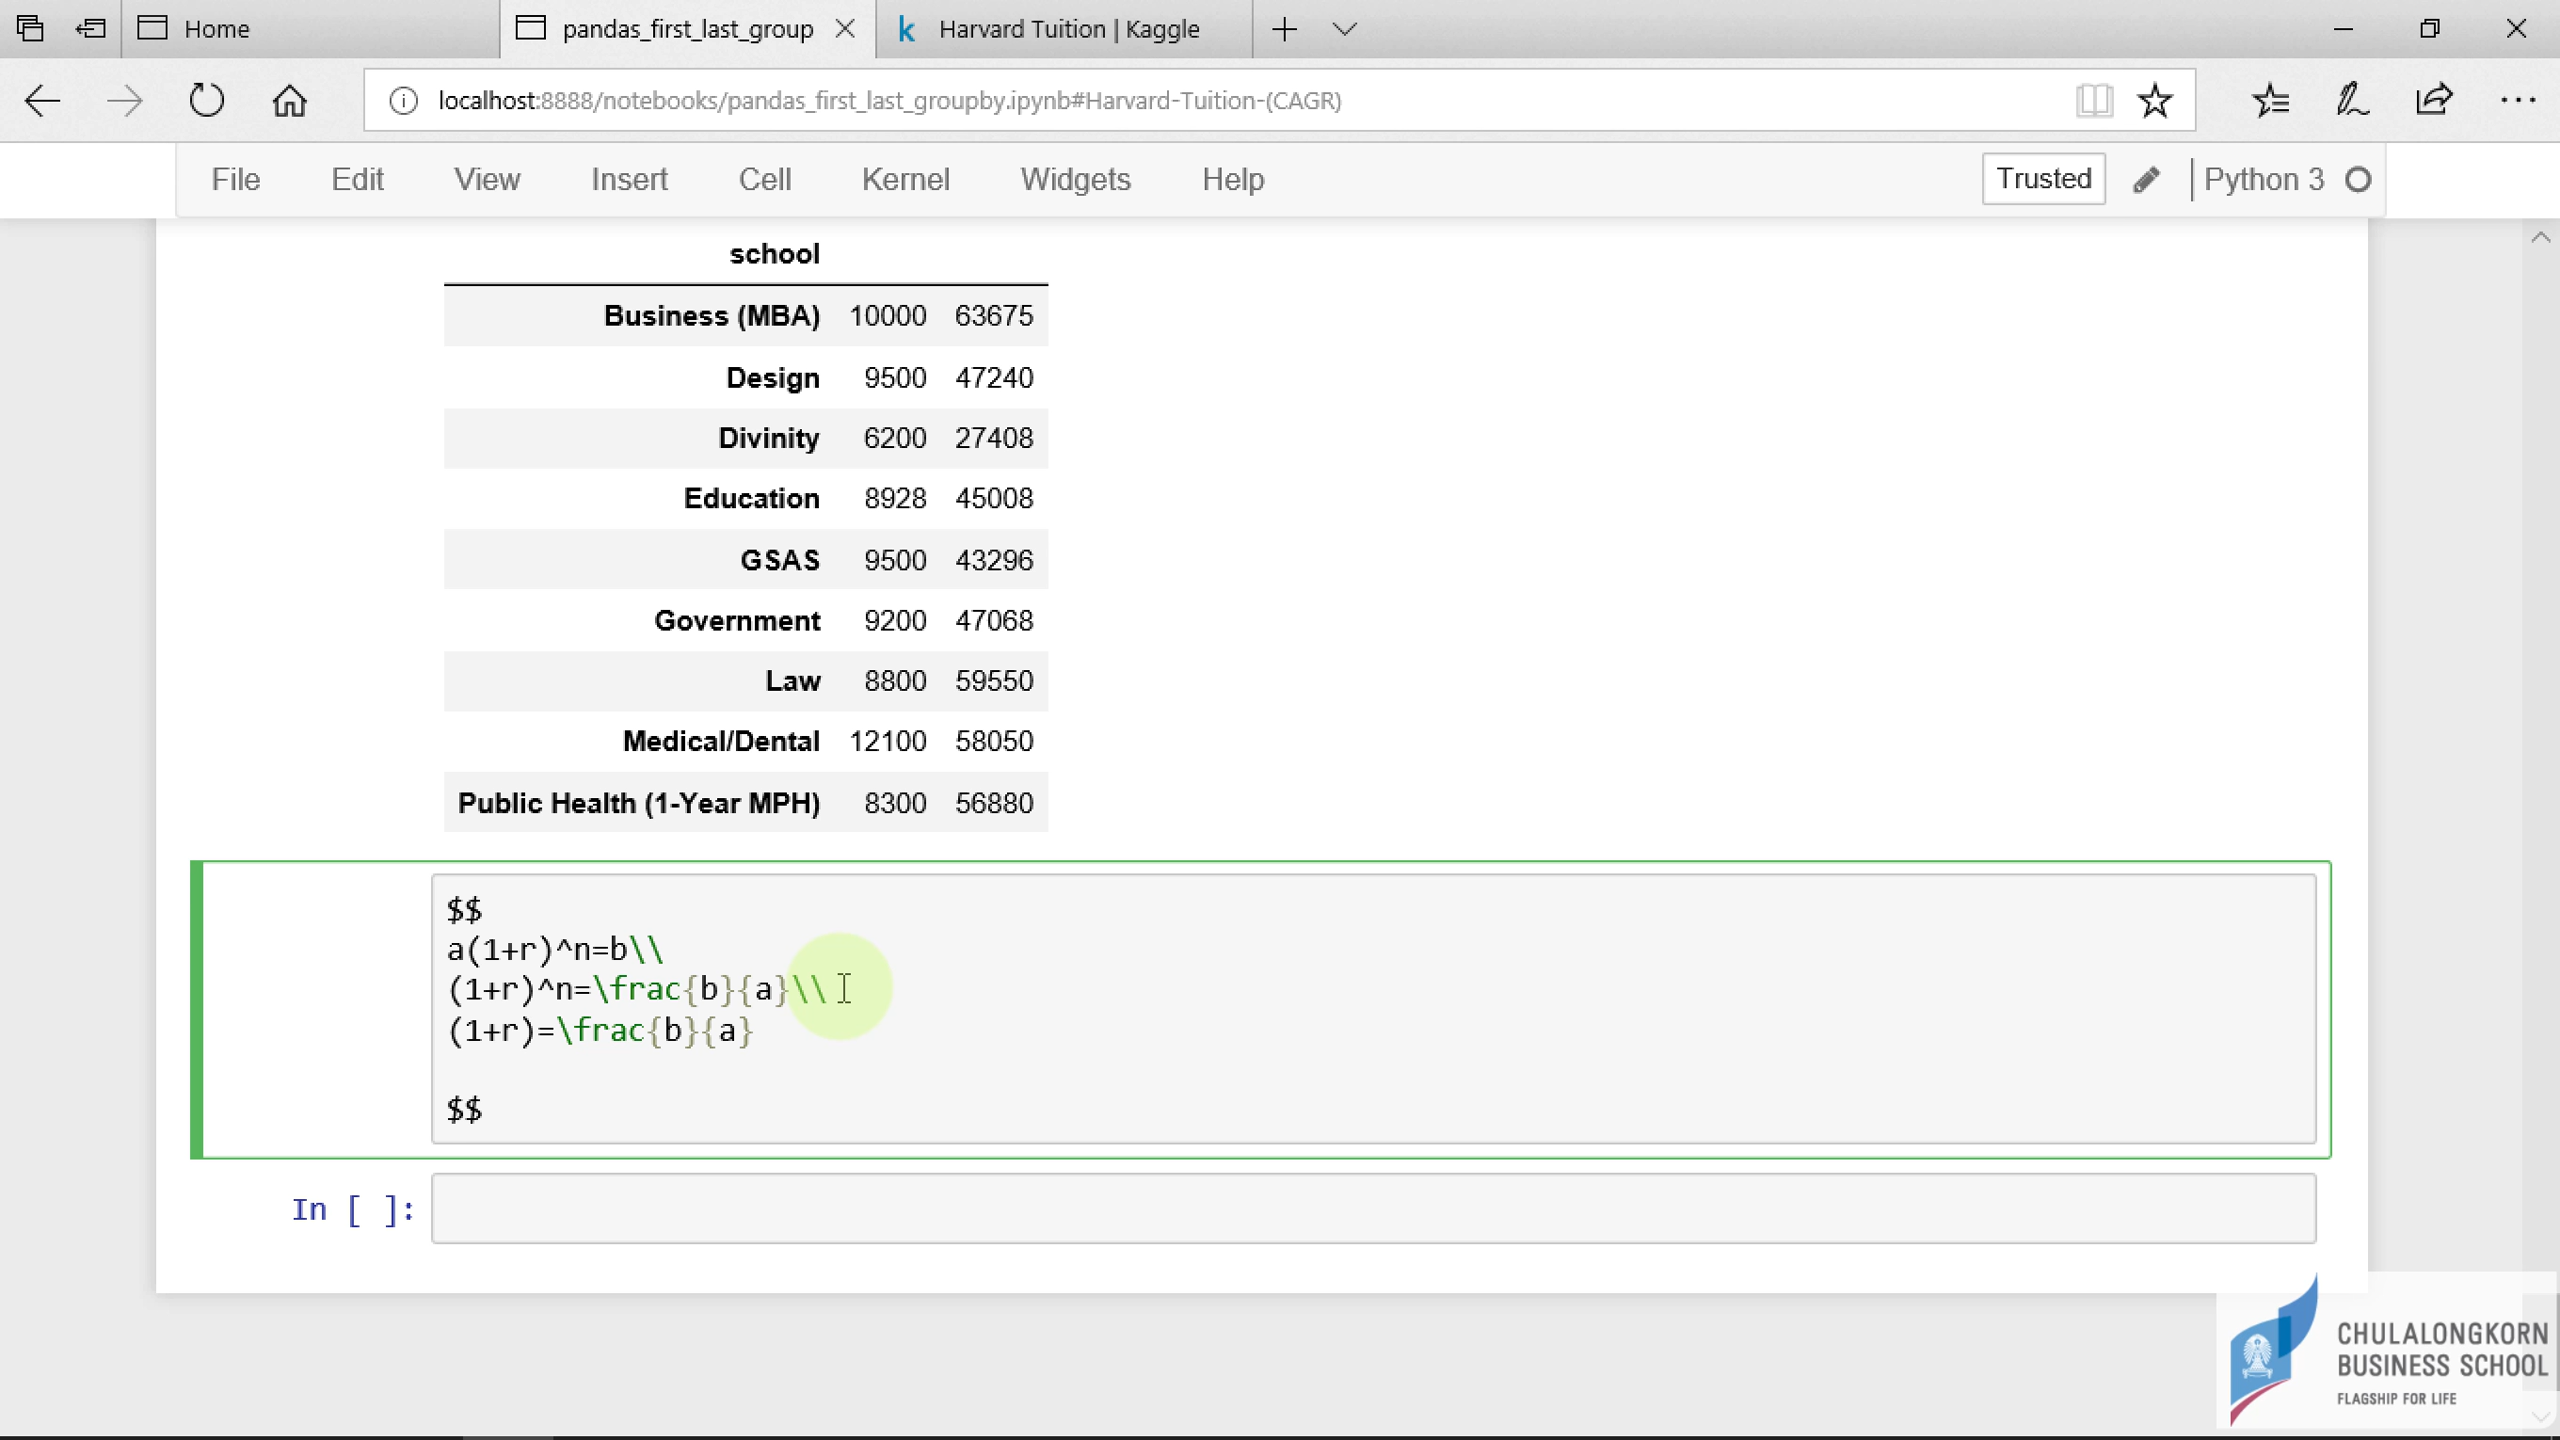 Home
pandas_first_last_group
Harvard Tuition | Kaggle
localhost:8888/notebooks/pandas_first_last_groupby.ipynb#Harvard-Tuition-(CAGR)
File Edit View Insert Cell Kernel Widgets Help Trusted Python 3
school
Business (MBA) 10000 63675
Design 9500 47240
Divinity 6200 27408
Education 8928 45008
GSAS 9500 43296
Government 9200 47068
Law 8800 59550
Medical/Dental 12100 58050
Public Health (1-Year MPH) 8300 56880
$$
a(1+r)^n=b\\
(1+r)^n=\frac{b}{a}\\
(1+r)=\frac{b}{a}
$$
In [ ]:
CHULALONGKORN
BUSINESS SCHOOL
FLAGSHIP FOR LIFE